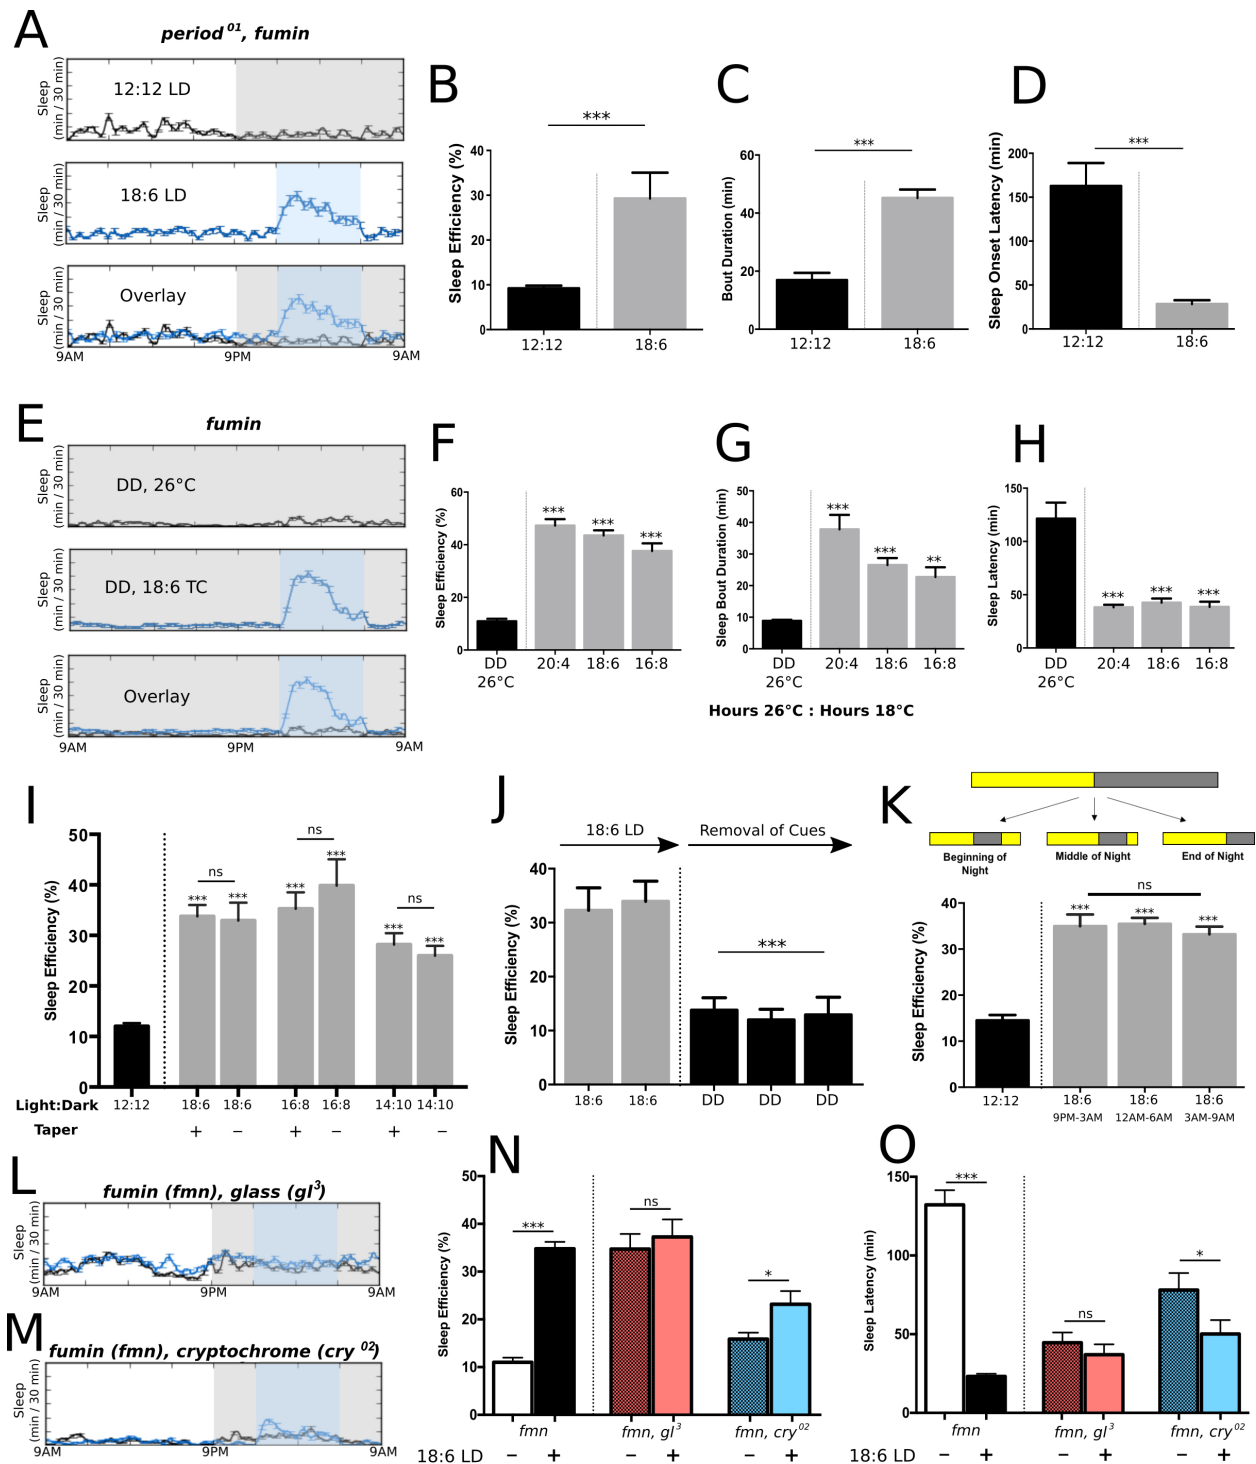 A
period 01, fumin
Sleep
(min / 30 min)
12:12 LD
Sleep
(min / 30 min)
18:6 LD
Sleep
(min / 30 min)
Overlay
9AM 9PM 9AM
B
***
Sleep Efficiency (%)
40
30
20
10
0
12:12 18:6
C
***
Bout Duration (min)
60
40
20
0
12:12 18:6
D
***
Sleep Onset Latency (min)
200
150
100
50
0
12:12 18:6
E
fumin
Sleep
(min / 30 min)
DD, 26°C
Sleep
(min / 30 min)
DD, 18:6 TC
Sleep
(min / 30 min)
Overlay
9AM 9PM 9AM
F
Sleep Efficiency (%)
60
40
20
0
*** *** ***
DD 20:4 18:6 16:8
26°C
G
Sleep Bout Duration (min)
50
40
30
20
10
0
*** *** **
DD 20:4 18:6 16:8
26°C
H
Sleep Latency (min)
150
100
50
0
*** *** ***
DD 20:4 18:6 16:8
26°C
Hours 26°C : Hours 18°C
I
Sleep Efficiency (%)
50
40
30
20
10
0
ns ns ns
*** *** *** *** *** ***
Light:Dark 12:12 18:6 18:6 16:8 16:8 14:10 14:10
Taper + − + − + −
J
18:6 LD Removal of Cues
Sleep Efficiency (%)
40
30
20
10
0
***
18:6 18:6 DD DD DD
K
Beginning of Night
Middle of Night
End of Night
ns
*** *** ***
Sleep Efficiency (%)
40
30
20
10
0
12:12 18:6 18:6 18:6
9PM-3AM 12AM-6AM 3AM-9AM
L
fumin (fmn), glass (gl3)
Sleep
(min / 30 min)
9AM 9PM 9AM
M
fumin (fmn), cryptochrome (cry 02)
Sleep
(min / 30 min)
9AM 9PM 9AM
N
Sleep Efficiency (%)
50
40
30
20
10
0
*** ns *
fmn fmn, gl3 fmn, cry02
18:6 LD − + − + − +
O
Sleep Latency (min)
150
100
50
0
*** ns *
fmn fmn, gl3 fmn, cry02
18:6 LD − + − + − +